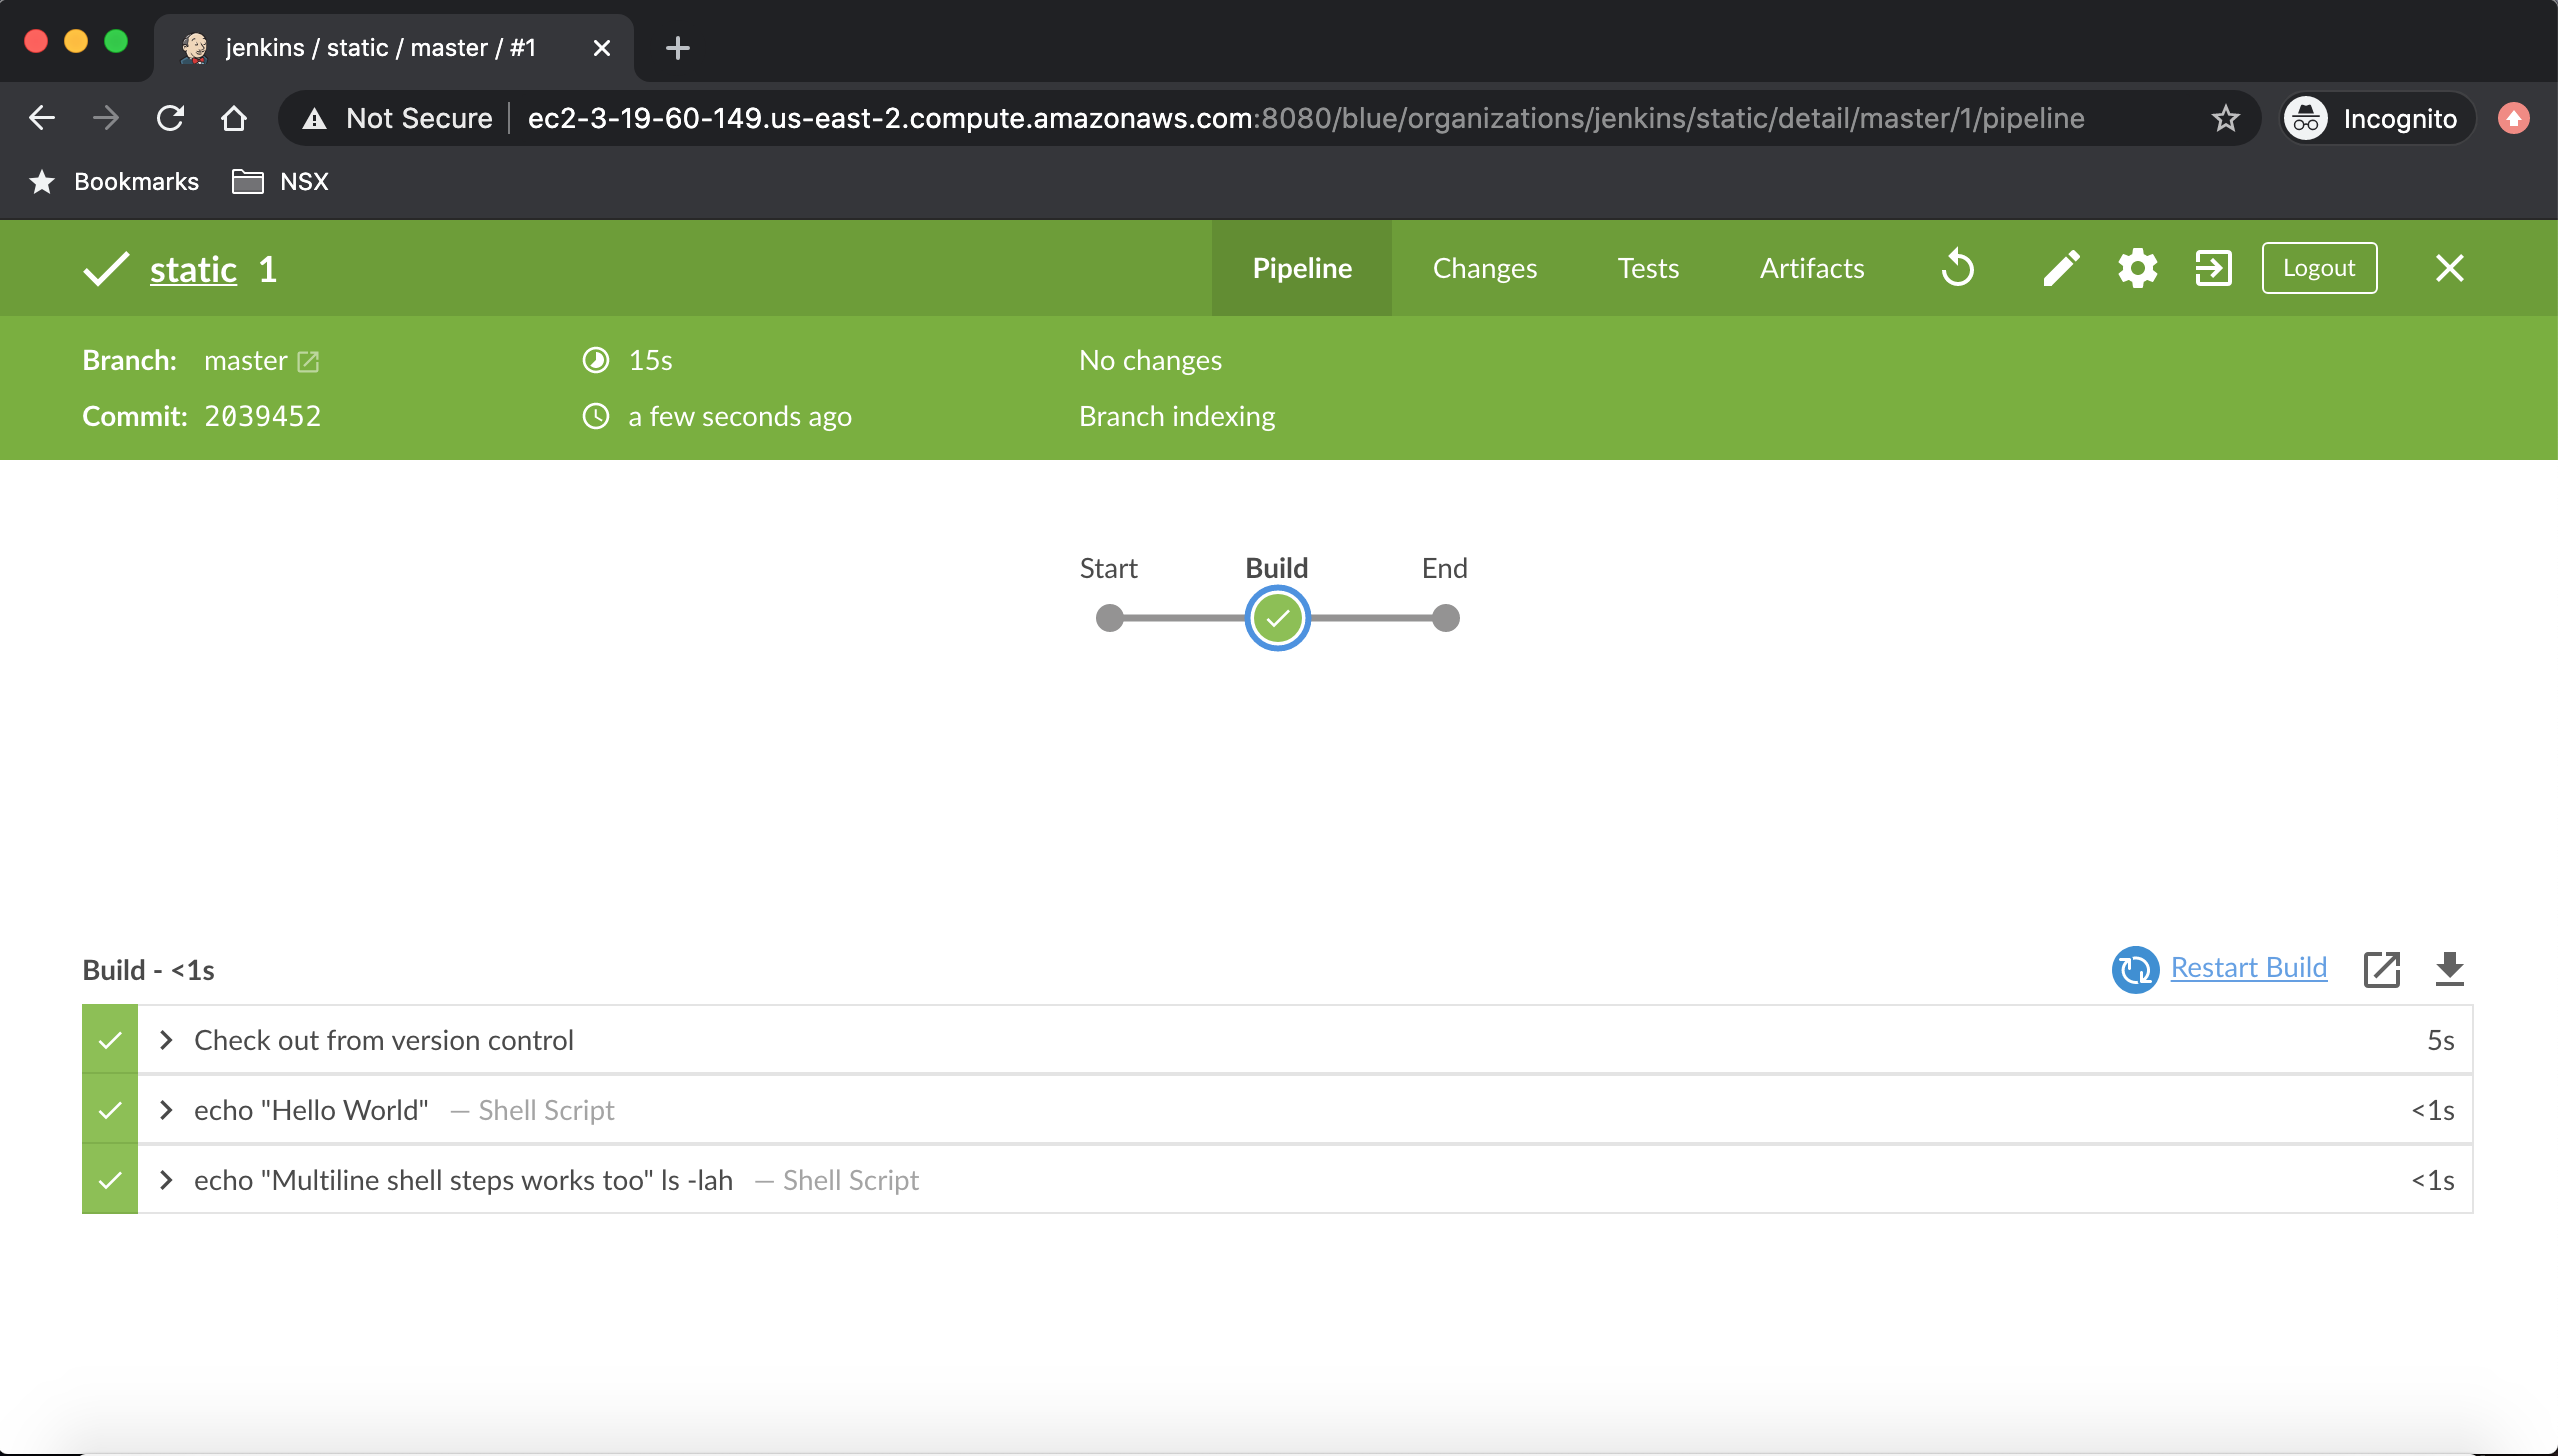 jenkins / static / master / #1
Not Secure ec2-3-19-60-149.us-east-2.compute.amazonaws.com:8080/blue/organizations/jenkins/static/detail/master/1/pipeline Incognito
Bookmarks NSX
static 1 Pipeline Changes Tests Artifacts Logout
Branch: master 15s No changes
Commit: 2039452 a few seconds ago Branch indexing
Start Build End
Build - <1s Restart Build
Check out from version control 5s
echo "Hello World" — Shell Script <1s
echo "Multiline shell steps works too" ls -lah — Shell Script <1s